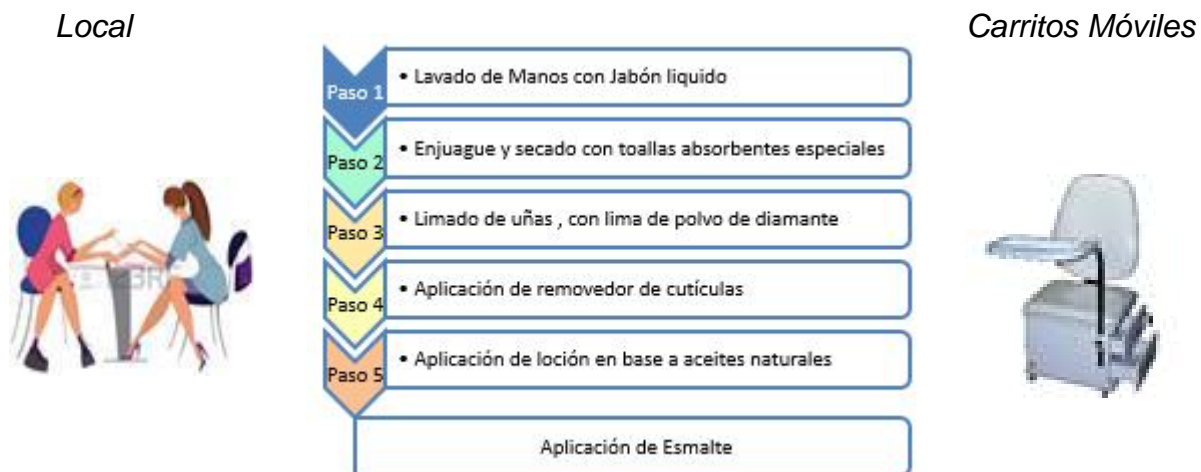 Local
Carritos Móviles
Paso 1
• Lavado de Manos con Jabón liquido
Paso 2
• Enjuague y secado con toallas absorbentes especiales
Paso 3
• Limado de uñas , con lima de polvo de diamante
Paso 4
• Aplicación de removedor de cutículas
Paso 5
• Aplicación de loción en base a aceites naturales
Aplicación de Esmalte